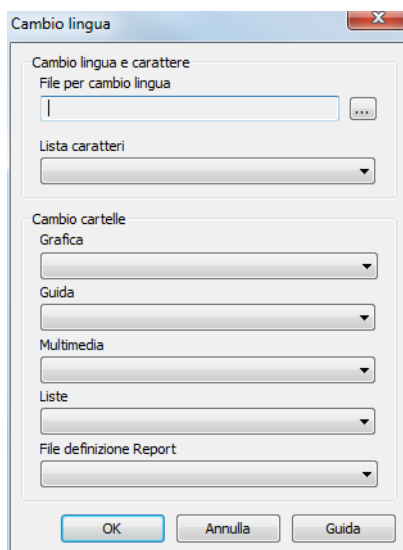 Cambio lingua
Cambio lingua e carattere
File per cambio lingua
...
Lista caratteri
Cambio cartelle
Grafica
Guida
Multimedia
Liste
File definizione Report
OK
Annulla
Guida